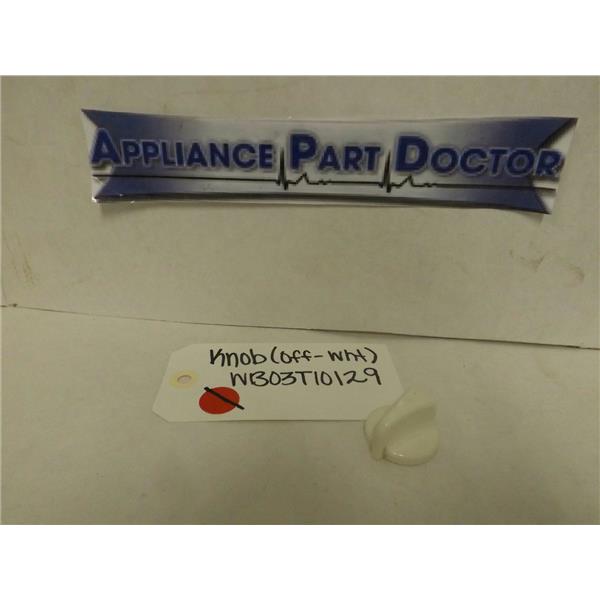 APPLIANCE PART DOCTOR
Knob (off-wht)
WB03T10129